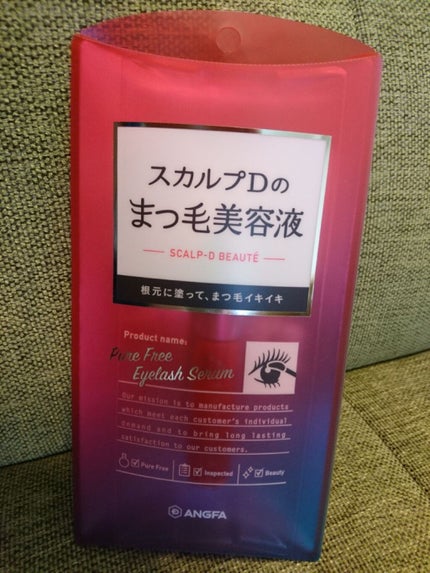 スカルプDの
まつ毛美容液
SCALP-D BEAUTÉ
根元に塗って、まつ毛イキイキ
Product name:
Pure Free
Eyelash Serum
Our mission is to manufacture products
which meet each customer's individual
demand and to bring long lasting
satisfaction to our customers.
Pure Free Inspected Beauty
ANGFA